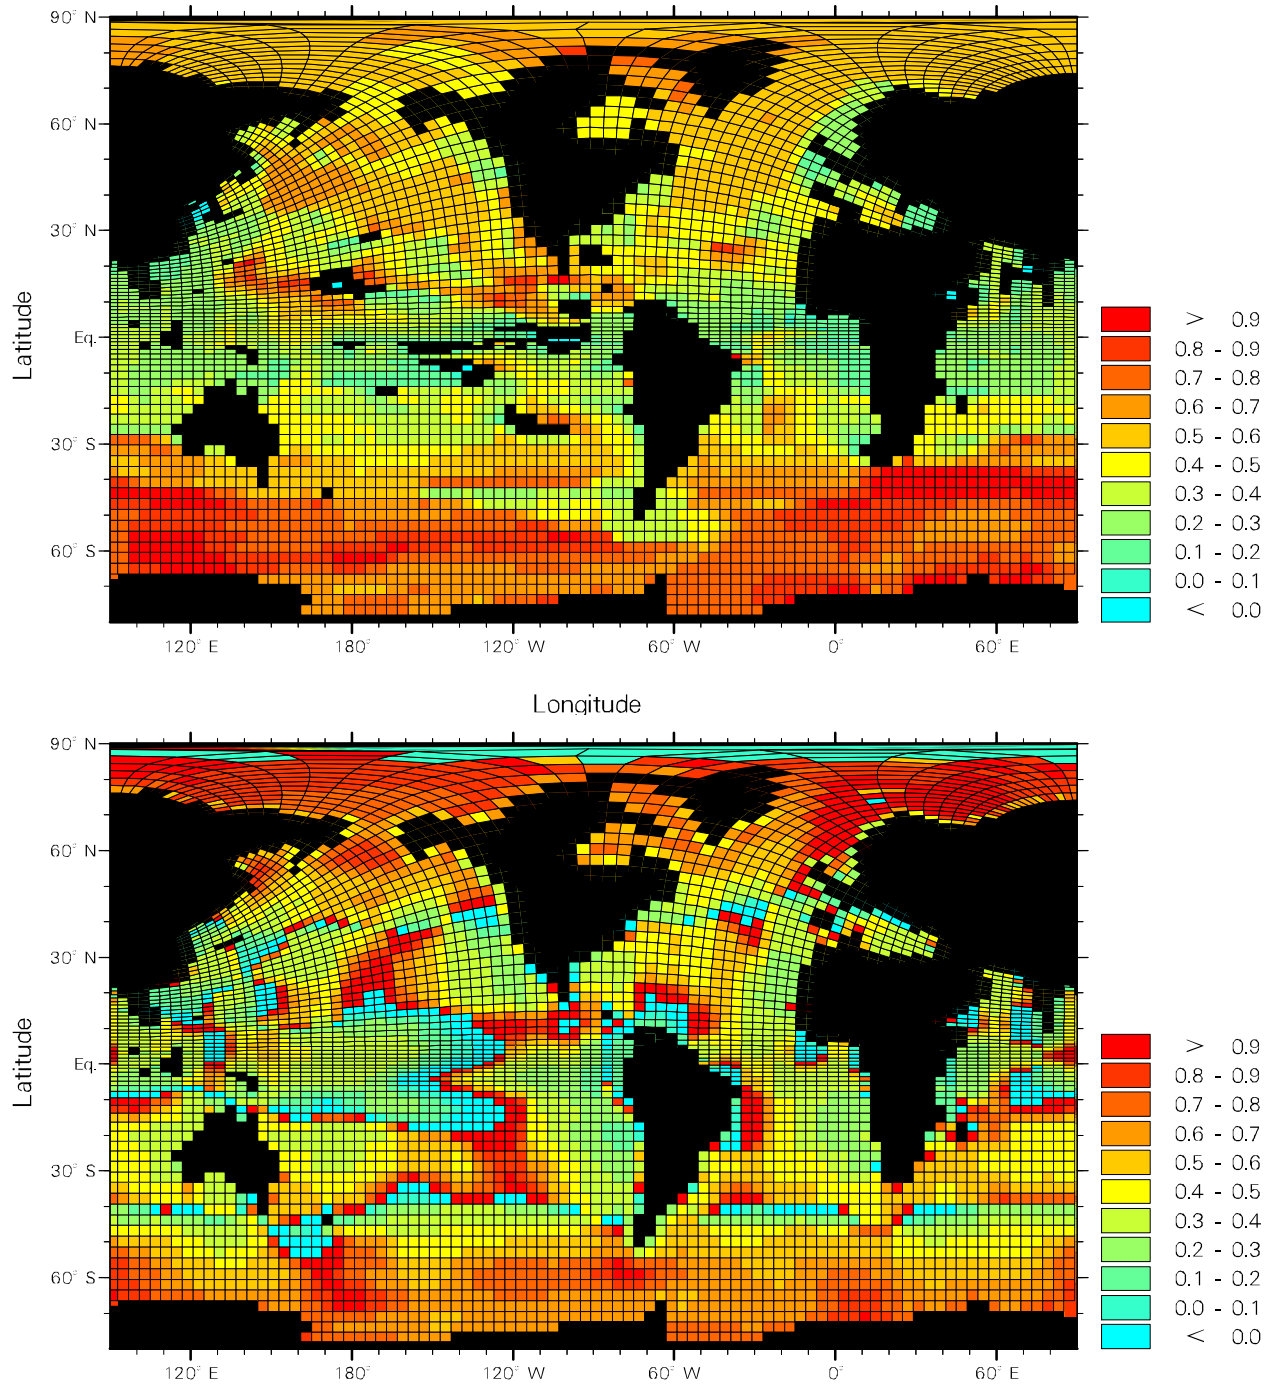 90° N
60° N
30° N
Eq.
30° S
60° S
Latitude
120° E
180°
120° W
60° W
0°
60° E
Longitude
> 0.9
0.8 - 0.9
0.7 - 0.8
0.6 - 0.7
0.5 - 0.6
0.4 - 0.5
0.3 - 0.4
0.2 - 0.3
0.1 - 0.2
0.0 - 0.1
< 0.0
90° N
60° N
30° N
Eq.
30° S
60° S
Latitude
120° E
180°
120° W
60° W
0°
60° E
> 0.9
0.8 - 0.9
0.7 - 0.8
0.6 - 0.7
0.5 - 0.6
0.4 - 0.5
0.3 - 0.4
0.2 - 0.3
0.1 - 0.2
0.0 - 0.1
< 0.0